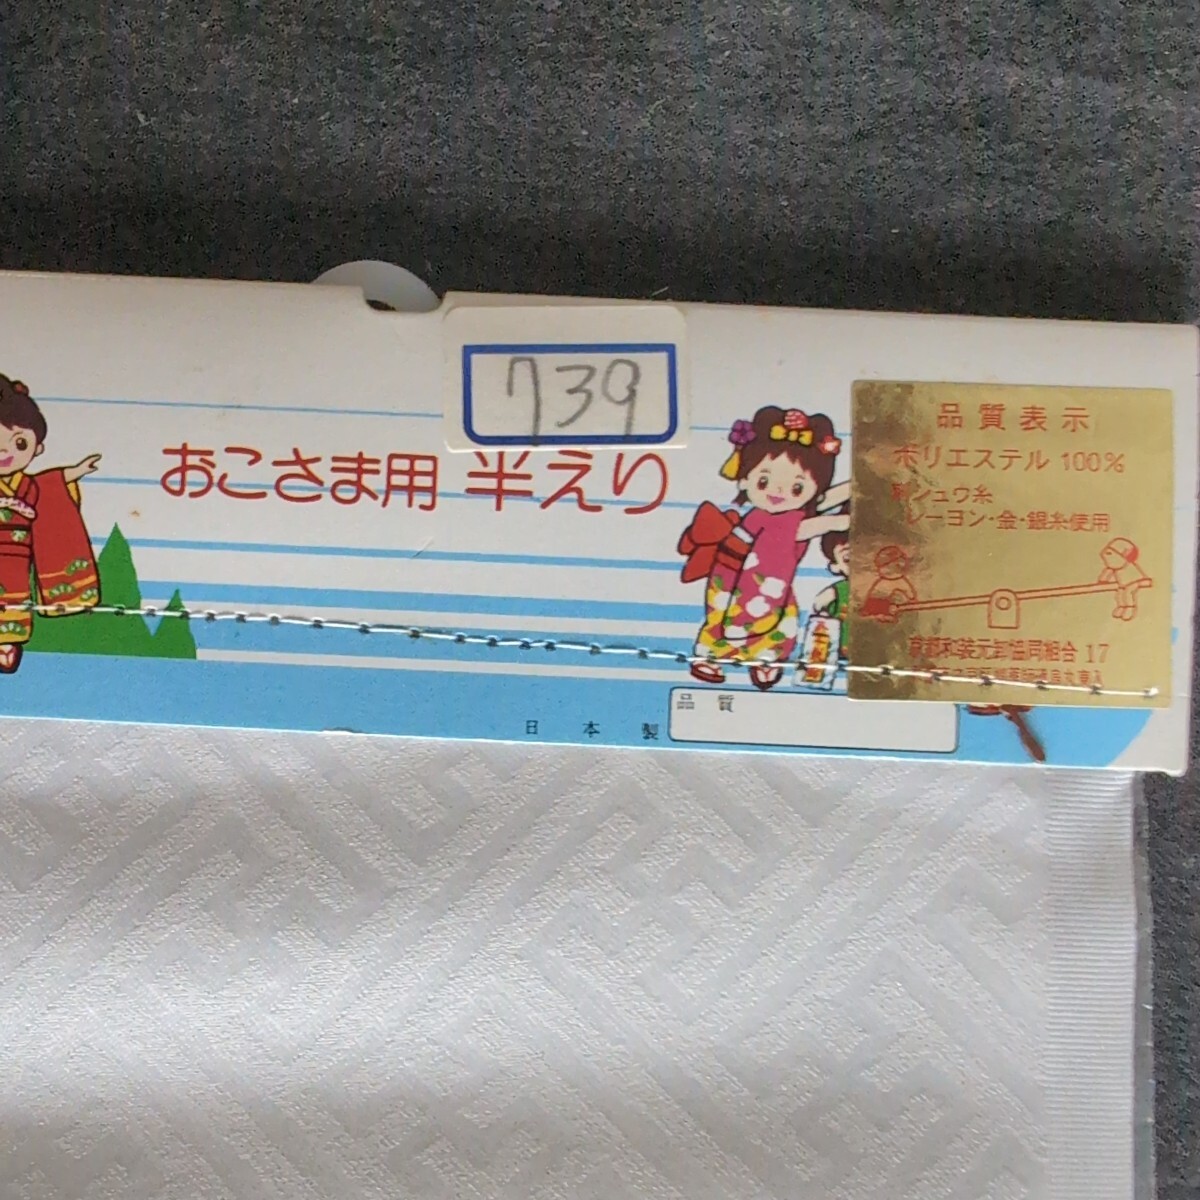 739
おこさま用 半えり
品質表示
ポリエステル 100%
刺シュウ糸
レーヨン・金・銀糸使用
京都和装元卸協同組合 17
品 質
日 本 製